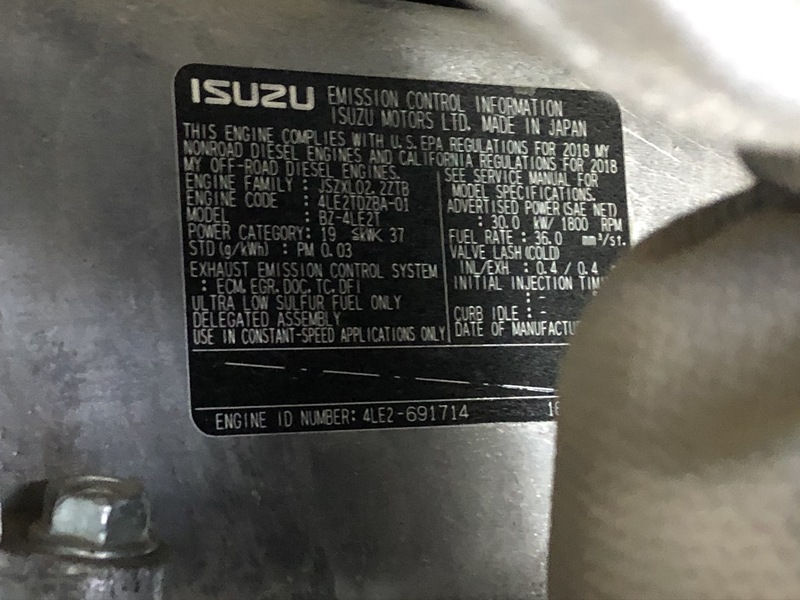 ISUZU EMISSION CONTROL INFORMATION
ISUZU MOTORS LTD. MADE IN JAPAN
THIS ENGINE COMPLIES WITH U.S.EPA REGULATIONS FOR 2018 MY
NONROAD DIESEL ENGINES AND CALIFORNIA REGULATIONS FOR 2018
MY OFF-ROAD DIESEL ENGINES.
ENGINE FAMILY : JSZXL02.2ZTB
ENGINE CODE : 4LE2TDZBA-01
MODEL : BZ-4LE2T
POWER CATEGORY: 19 ≤kW< 37
STD (g/kWh) : PM 0.03
EXHAUST EMISSION CONTROL SYSTEM
: ECM, EGR, DOC, TC, DFI
ULTRA LOW SULFUR FUEL ONLY
DELEGATED ASSEMBLY
USE IN CONSTANT-SPEED APPLICATIONS ONLY
SEE SERVICE MANUAL FOR
MODEL SPECIFICATIONS.
ADVERTISED POWER(SAE NET)
: 30.0 kW/ 1800 RPM
FUEL RATE : 36.0 mm³/st.
VALVE LASH(COLD)
INL/EXH : 0.4 / 0.4
INITIAL INJECTION
: -
CURB IDLE : -
DATE OF
ENGINE ID NUMBER: 4LE2-691714